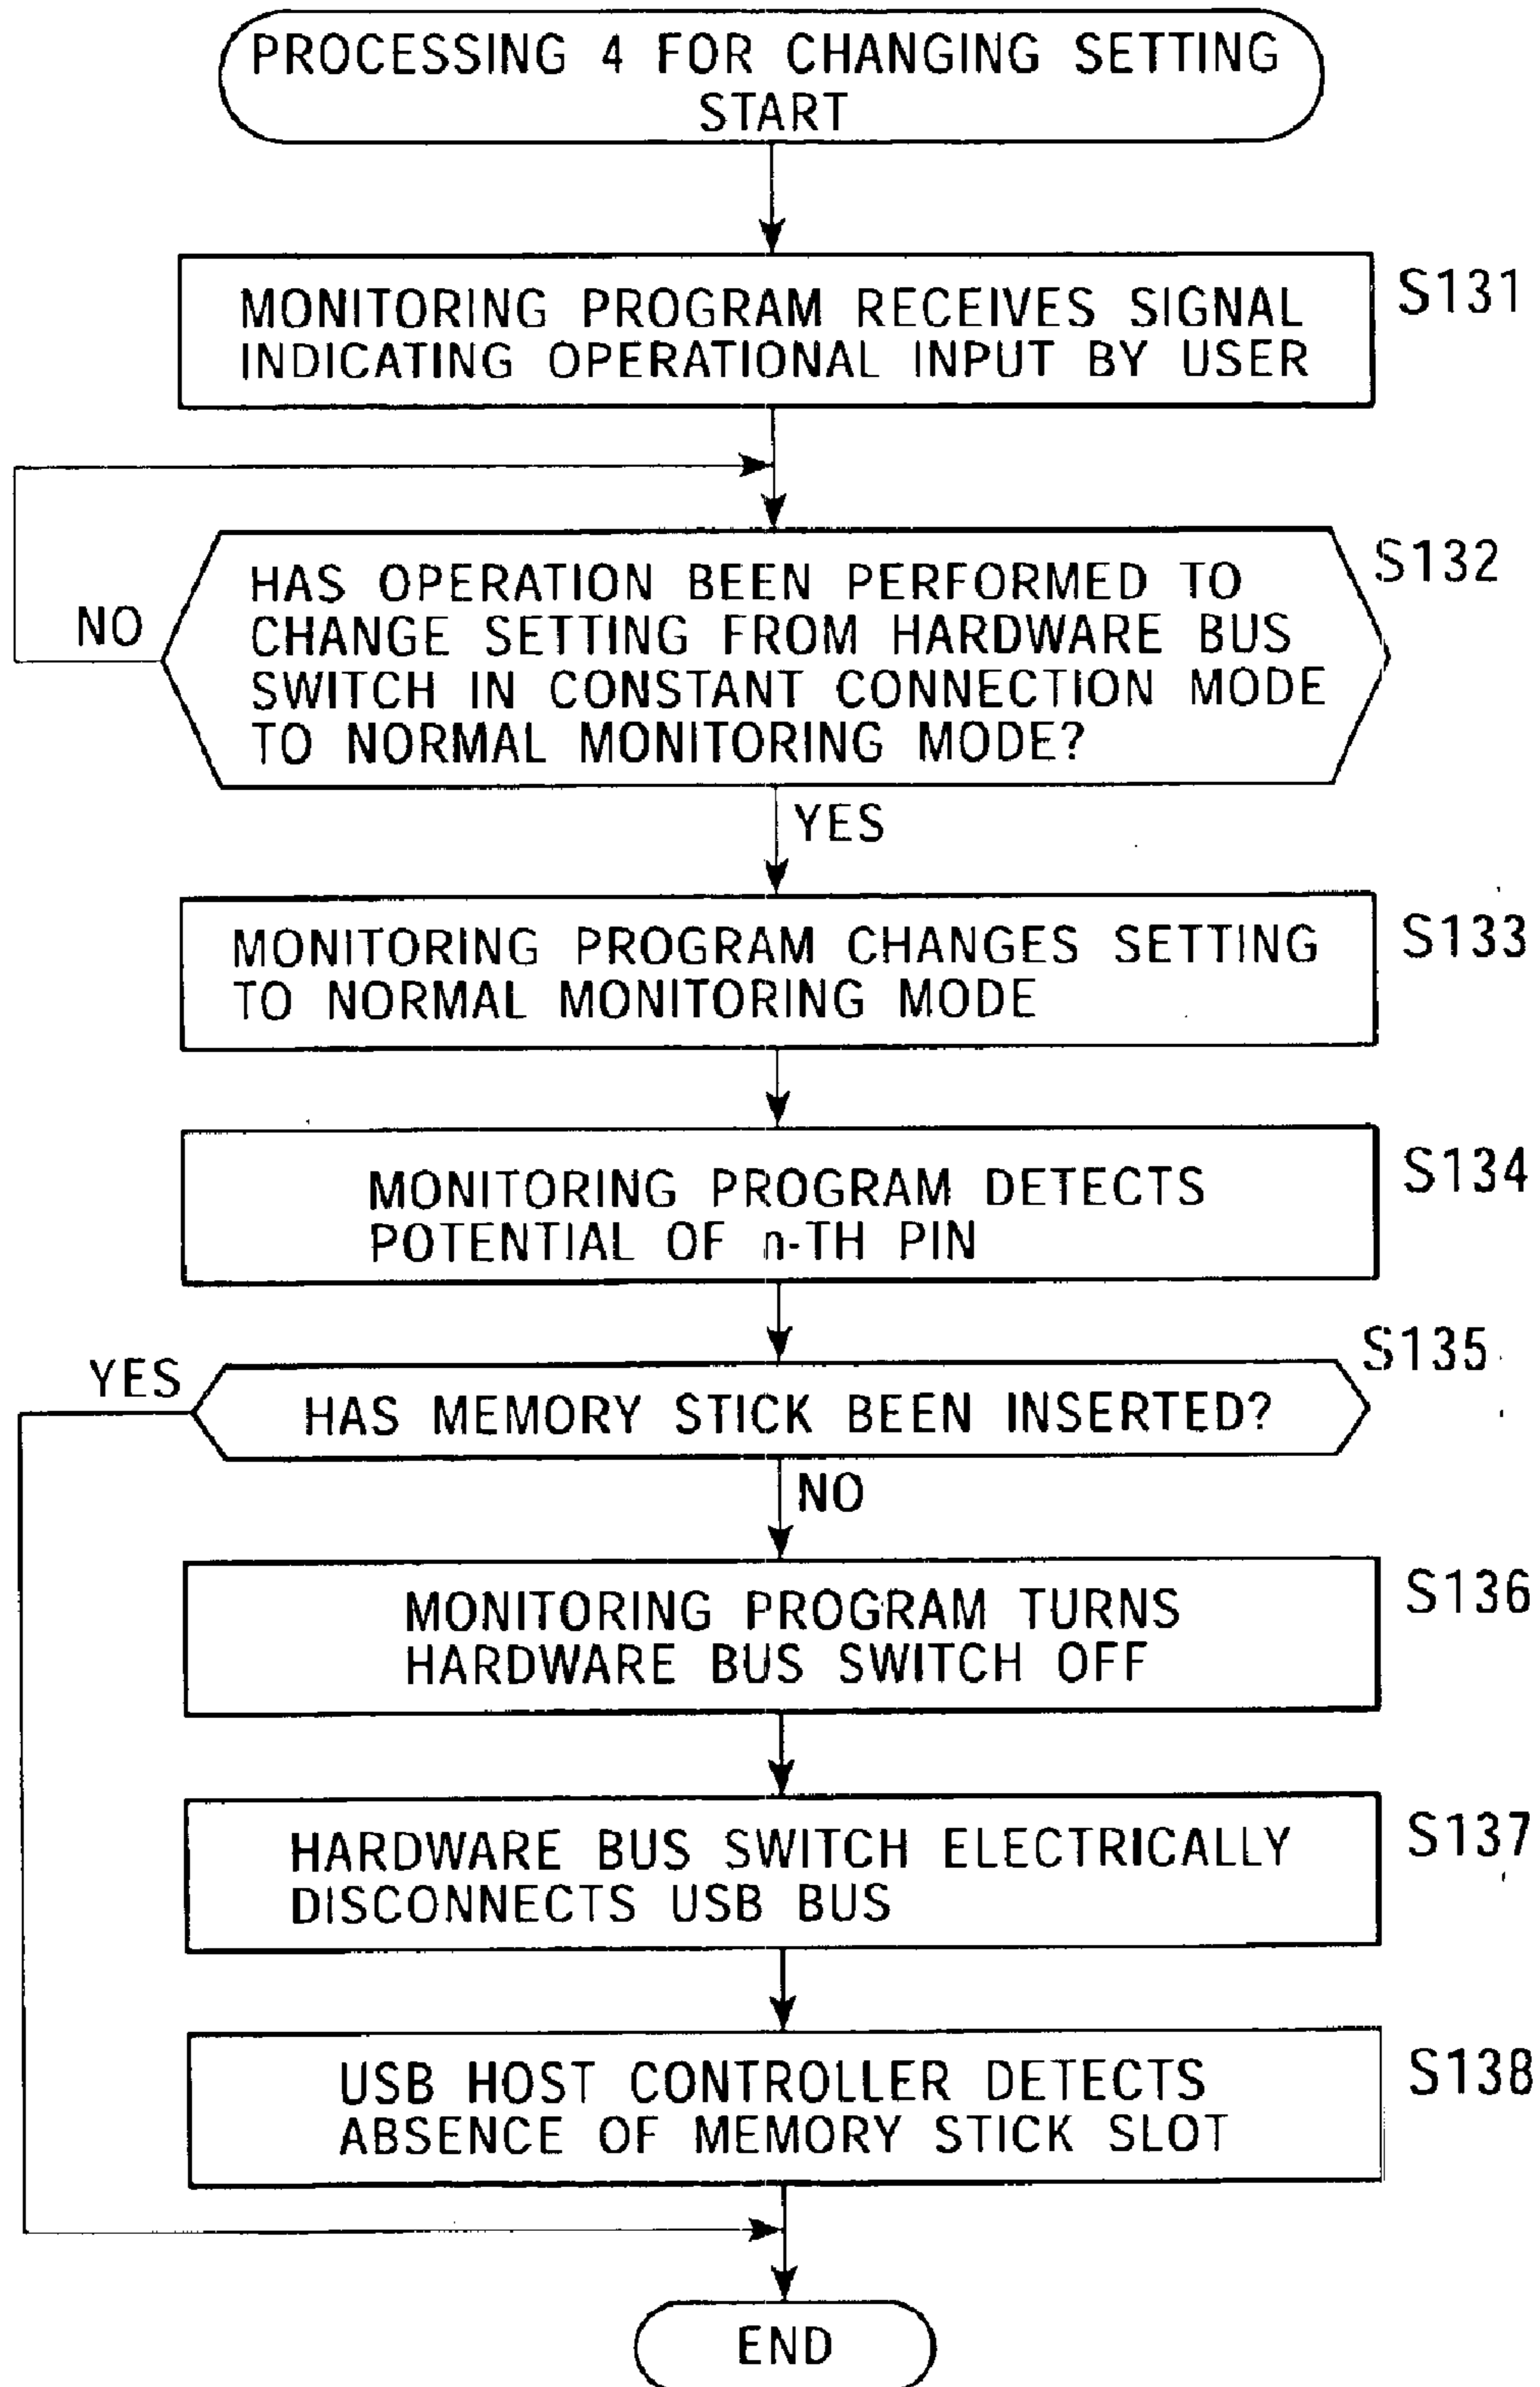 PROCESSING 4 FOR CHANGING SETTING
START
MONITORING PROGRAM RECEIVES SIGNAL
INDICATING OPERATIONAL INPUT BY USER
S131
HAS OPERATION BEEN PERFORMED TO
CHANGE SETTING FROM HARDWARE BUS
SWITCH IN CONSTANT CONNECTION MODE
TO NORMAL MONITORING MODE?
S132
NO
YES
MONITORING PROGRAM CHANGES SETTING
TO NORMAL MONITORING MODE
S133
MONITORING PROGRAM DETECTS
POTENTIAL OF n-TH PIN
S134
HAS MEMORY STICK BEEN INSERTED?
S135
YES
NO
MONITORING PROGRAM TURNS
HARDWARE BUS SWITCH OFF
S136
HARDWARE BUS SWITCH ELECTRICALLY
DISCONNECTS USB BUS
S137
USB HOST CONTROLLER DETECTS
ABSENCE OF MEMORY STICK SLOT
S138
END